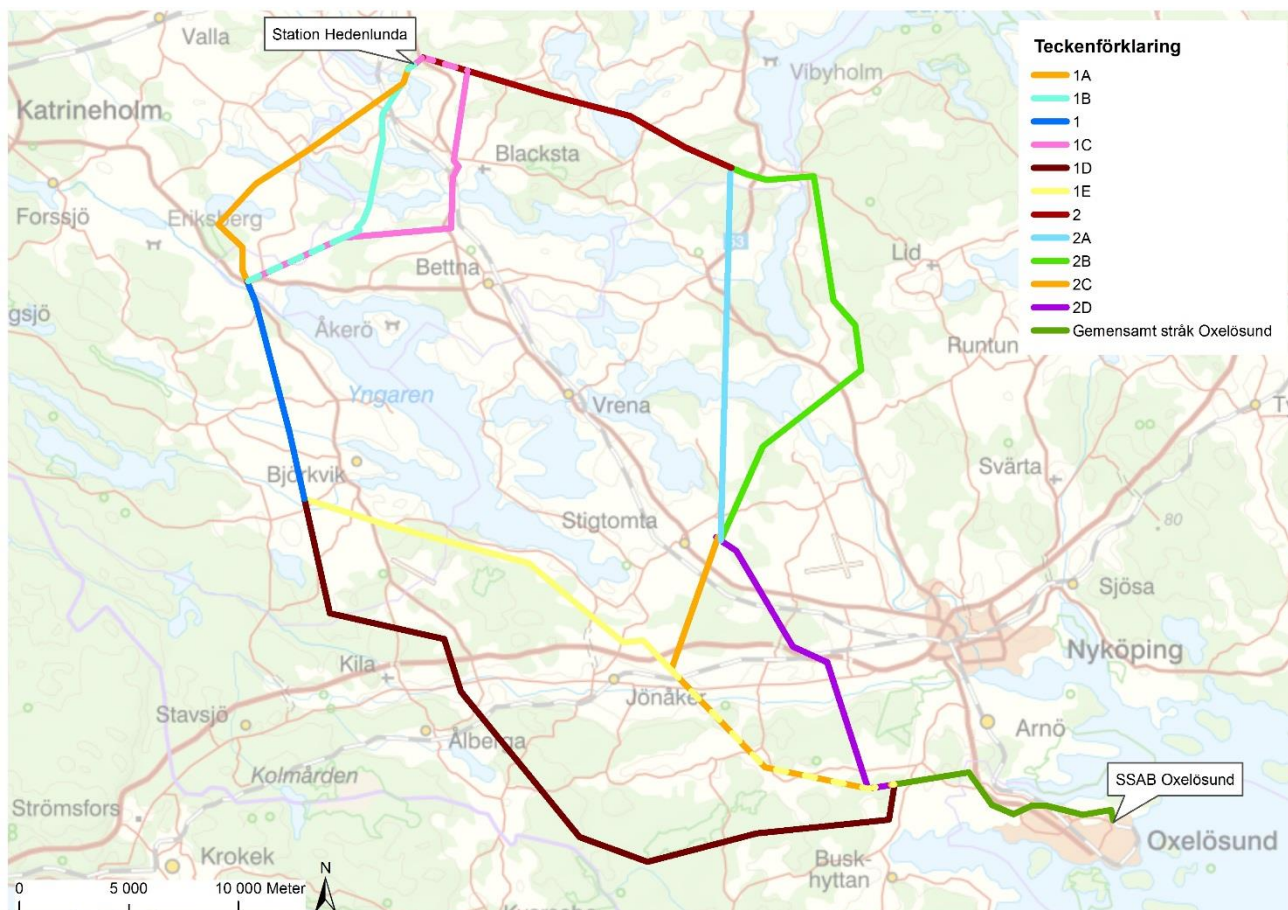 Valla
Station Hedenlunda
Vibyholm
Katrineholm
Blacksta
Forssjö
Eriksberg
53
Lid
Bettna
gsjö
Åkerö
Runtun
Yngaren
Vrena
Björkvik
Svärta
Stigtomta
80
Sjösa
Nyköping
Kila
Jönåker
Stavsjö
Ålberga
Arnö
Kolmården
SSAB Oxelösund
Strömsfors
Oxelösund
Krokek
Busk-
hyttan
N
0 5 000 10 000 Meter
Teckenförklaring
1A
1B
1
1C
1D
1E
2
2A
2B
2C
2D
Gemensamt stråk Oxelösund